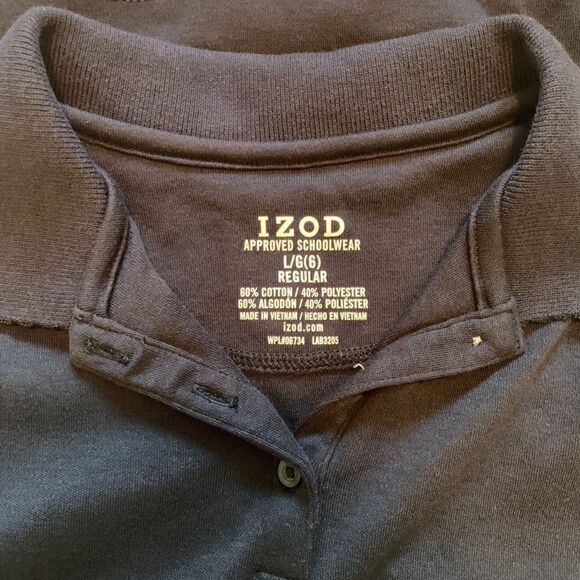 IZOD
APPROVED SCHOOLWEAR
L/G(6)
REGULAR
60% COTTON / 40% POLYESTER
60% ALGODÓN / 40% POLIÉSTER
MADE IN VIETNAM / HECHO EN VIETNAM
izod.com
WPL#06734 LAB3205